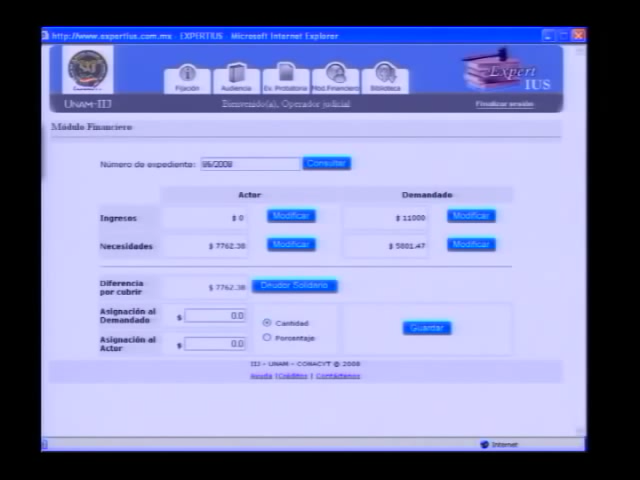 http://www.expertius.com.mx - EXPERTIUS - Microsoft Internet Explorer
Fijación Audiencia Ex. Probatoria Mod.Financiero Biblioteca
Expert
IUS
UNAM-IIJ Bienvenido(a), Operador judicial Finalizar sesión
Módulo Financiero
Número de expediente: 95/2008 Consultar
Actor Demandado
Ingresos $ 0 Modificar $ 11000 Modificar
Necesidades $ 7762.38 Modificar $ 5801.47 Modificar
Diferencia
por cubrir $ 7762.38 Deudor Solidario
Asignación al
Demandado $ 0.0 Cantidad
Porcentaje Guardar
Asignación al
Actor $ 0.0
IIJ - UNAM - CONACYT © 2008
Ayuda | Créditos | Contáctenos
Internet